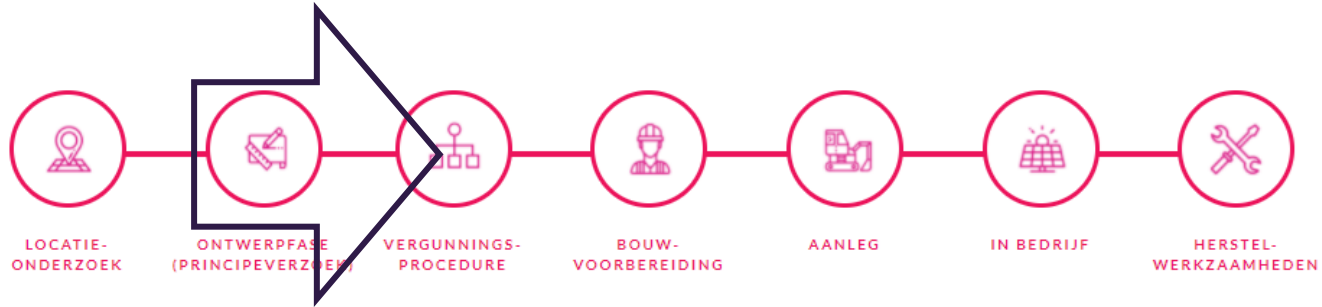 LOCATIE-
ONDERZOEK
ONTWERPFASE
(PRINCIPEVERZOEK)
VERGUNNINGS-
PROCEDURE
BOUW-
VOORBEREIDING
AANLEG
IN BEDRIJF
HERSTEL-
WERKZAAMHEDEN